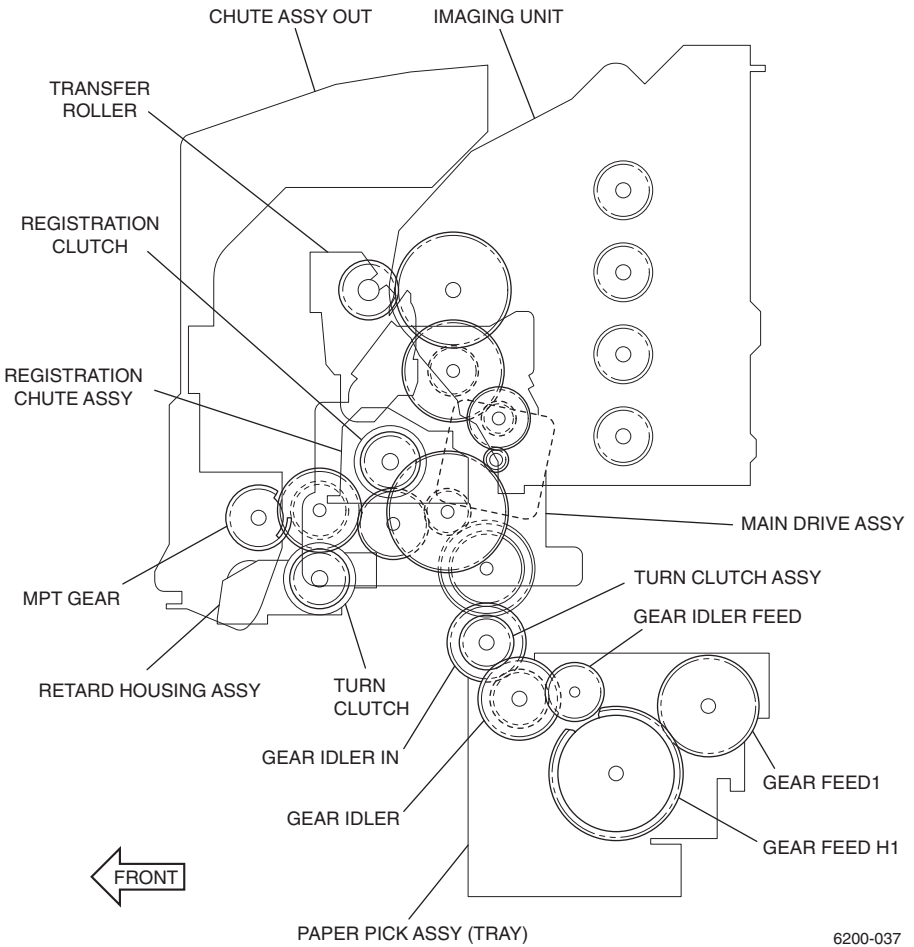 CHUTE ASSY OUT
IMAGING UNIT
TRANSFER
ROLLER
REGISTRATION
CLUTCH
REGISTRATION
CHUTE ASSY
MAIN DRIVE ASSY
TURN CLUTCH ASSY
MPT GEAR
GEAR IDLER FEED
RETARD HOUSING ASSY
TURN
CLUTCH
GEAR IDLER IN
GEAR FEED1
GEAR IDLER
GEAR FEED H1
FRONT
PAPER PICK ASSY (TRAY)
6200-037